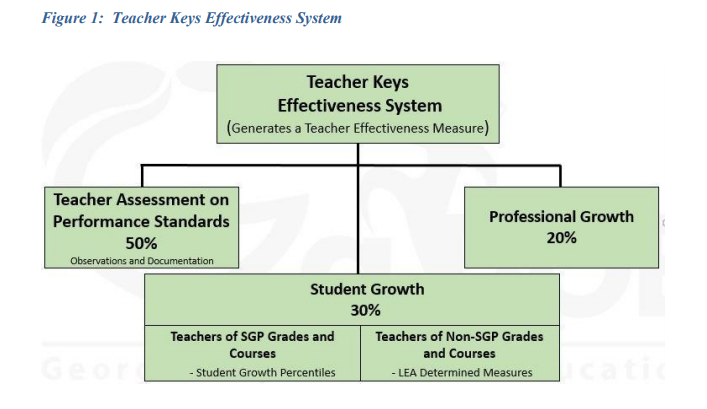 Figure 1: Teacher Keys Effectiveness System
Teacher Keys
Effectiveness System
(Generates a Teacher Effectiveness Measure)
Teacher Assessment on
Performance Standards
50%
Observations and Documentation
Professional Growth
20%
Student Growth
30%
Teachers of SGP Grades and
Courses
- Student Growth Percentiles
Teachers of Non-SGP Grades
and Courses
- LEA Determined Measures